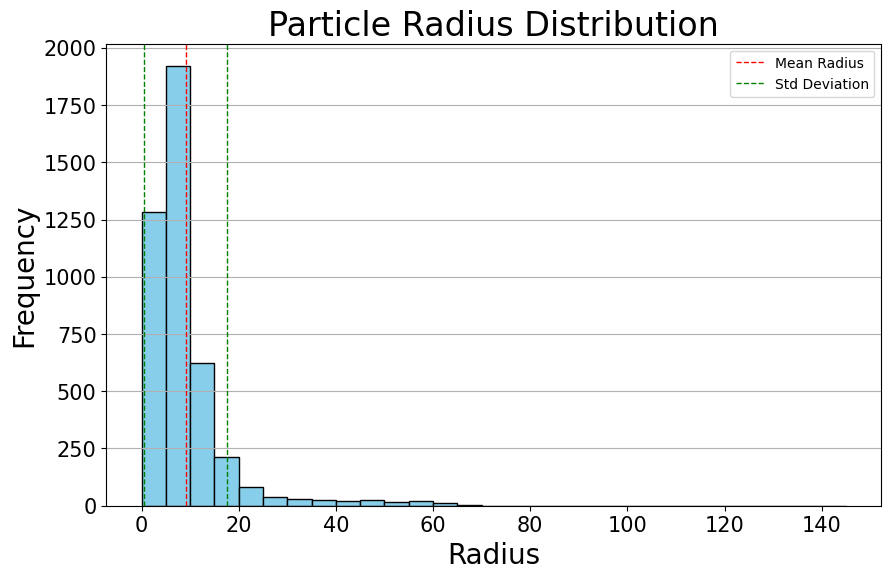 Particle Radius Distribution
Mean Radius
Std Deviation
Frequency
2000
1750
1500
1250
1000
750
500
250
0
0 20 40 60 80 100 120 140
Radius